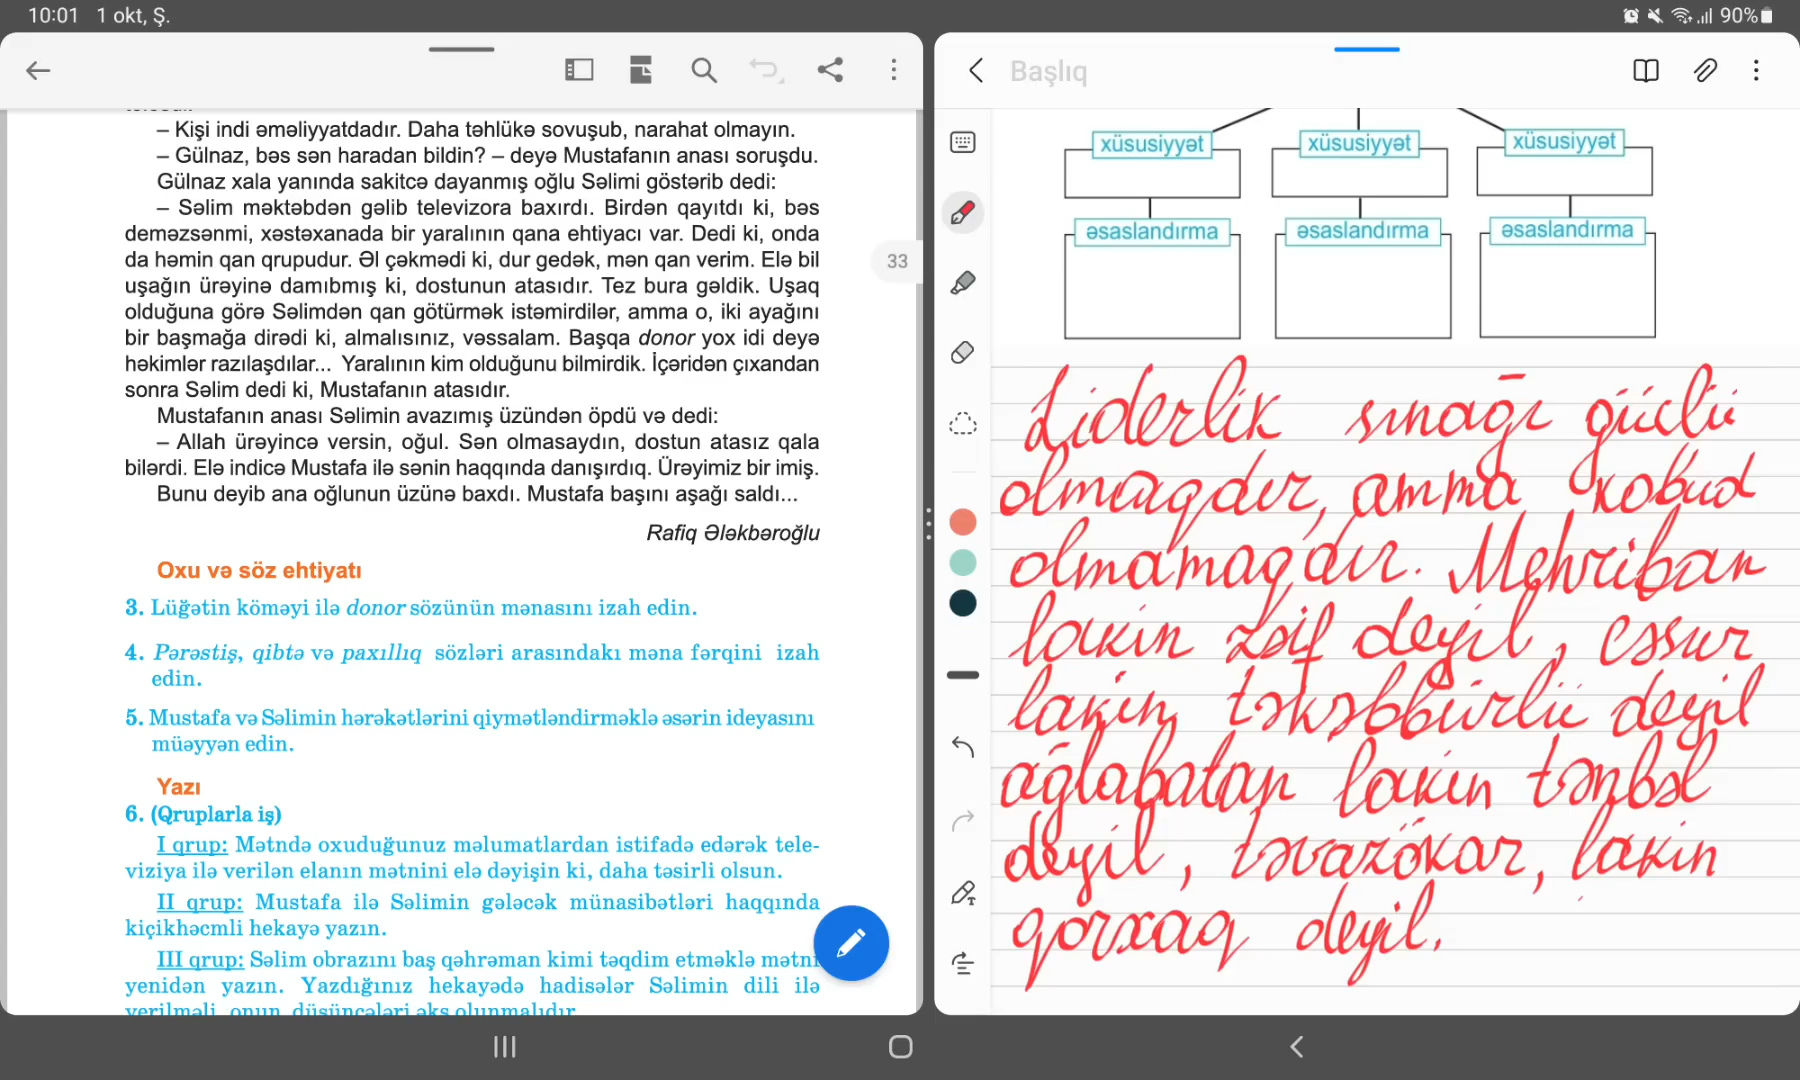 10:01 1 okt, Ş.
90%
– Kişi indi əməliyyatdadır. Daha təhlükə sovuşub, narahat olmayın.
– Gülnaz, bəs sən haradan bildin? – deyə Mustafanın anası soruşdu.
Gülnaz xala yanında sakitcə dayanmış oğlu Səlimi göstərib dedi:
– Səlim məktəbdən gəlib televizora baxırdı. Birdən qayıtdı ki, bəs
deməzsənmi, xəstəxanada bir yaralının qana ehtiyacı var. Dedi ki, onda
da həmin qan qrupudur. Əl çəkmədi ki, dur gedək, mən qan verim. Elə bil
uşağın ürəyinə damıbmış ki, dostunun atasıdır. Tez bura gəldik. Uşaq
olduğuna görə Səlimdən qan götürmək istəmirdilər, amma o, iki ayağını
bir başmağa dirədi ki, almalısınız, vəssalam. Başqa donor yox idi deyə
həkimlər razılaşdılar... Yaralının kim olduğunu bilmirdik. İçəridən çıxandan
sonra Səlim dedi ki, Mustafanın atasıdır.
Mustafanın anası Səlimin avazımış üzündən öpdü və dedi:
– Allah ürəyincə versin, oğul. Sən olmasaydın, dostun atasız qala
bilərdi. Elə indicə Mustafa ilə sənin haqqında danışırdıq. Ürəyimiz bir imiş.
Bunu deyib ana oğlunun üzünə baxdı. Mustafa başını aşağı saldı...
Rafiq Ələkbəroğlu
33
Oxu və söz ehtiyatı
3. Lüğətin köməyi ilə donor sözünün mənasını izah edin.
4. Pərəstiş, qibtə və paxıllıq sözləri arasındakı məna fərqini izah
edin.
5. Mustafa və Səlimin hərəkətlərini qiymətləndirməklə əsərin ideyasını
müəyyən edin.
Yazı
6. (Qruplarla iş)
I qrup: Mətndə oxuduğunuz məlumatlardan istifadə edərək tele-
viziya ilə verilən elanın mətnini elə dəyişin ki, daha təsirli olsun.
II qrup: Mustafa ilə Səlimin gələcək münasibətləri haqqında
kiçikhəcmli hekayə yazın.
III qrup: Səlim obrazını baş qəhrəman kimi təqdim etməklə mətni
yenidən yazın. Yazdığınız hekayədə hadisələr Səlimin dili ilə
verilməli, onun düşüncələri əks olunmalıdır
Başlıq
xüsusiyyət xüsusiyyət xüsusiyyət
əsaslandırma əsaslandırma əsaslandırma
Liderlik sınağı güclü
olmaqdır, amma kobud
olmamaqdır. Mehriban
lakin zəif deyil, cəsur
lakin, təkəbbürlü deyil
ağlabatan lakin tənbəl
deyil, təvazökar, lakin
qorxaq deyil.